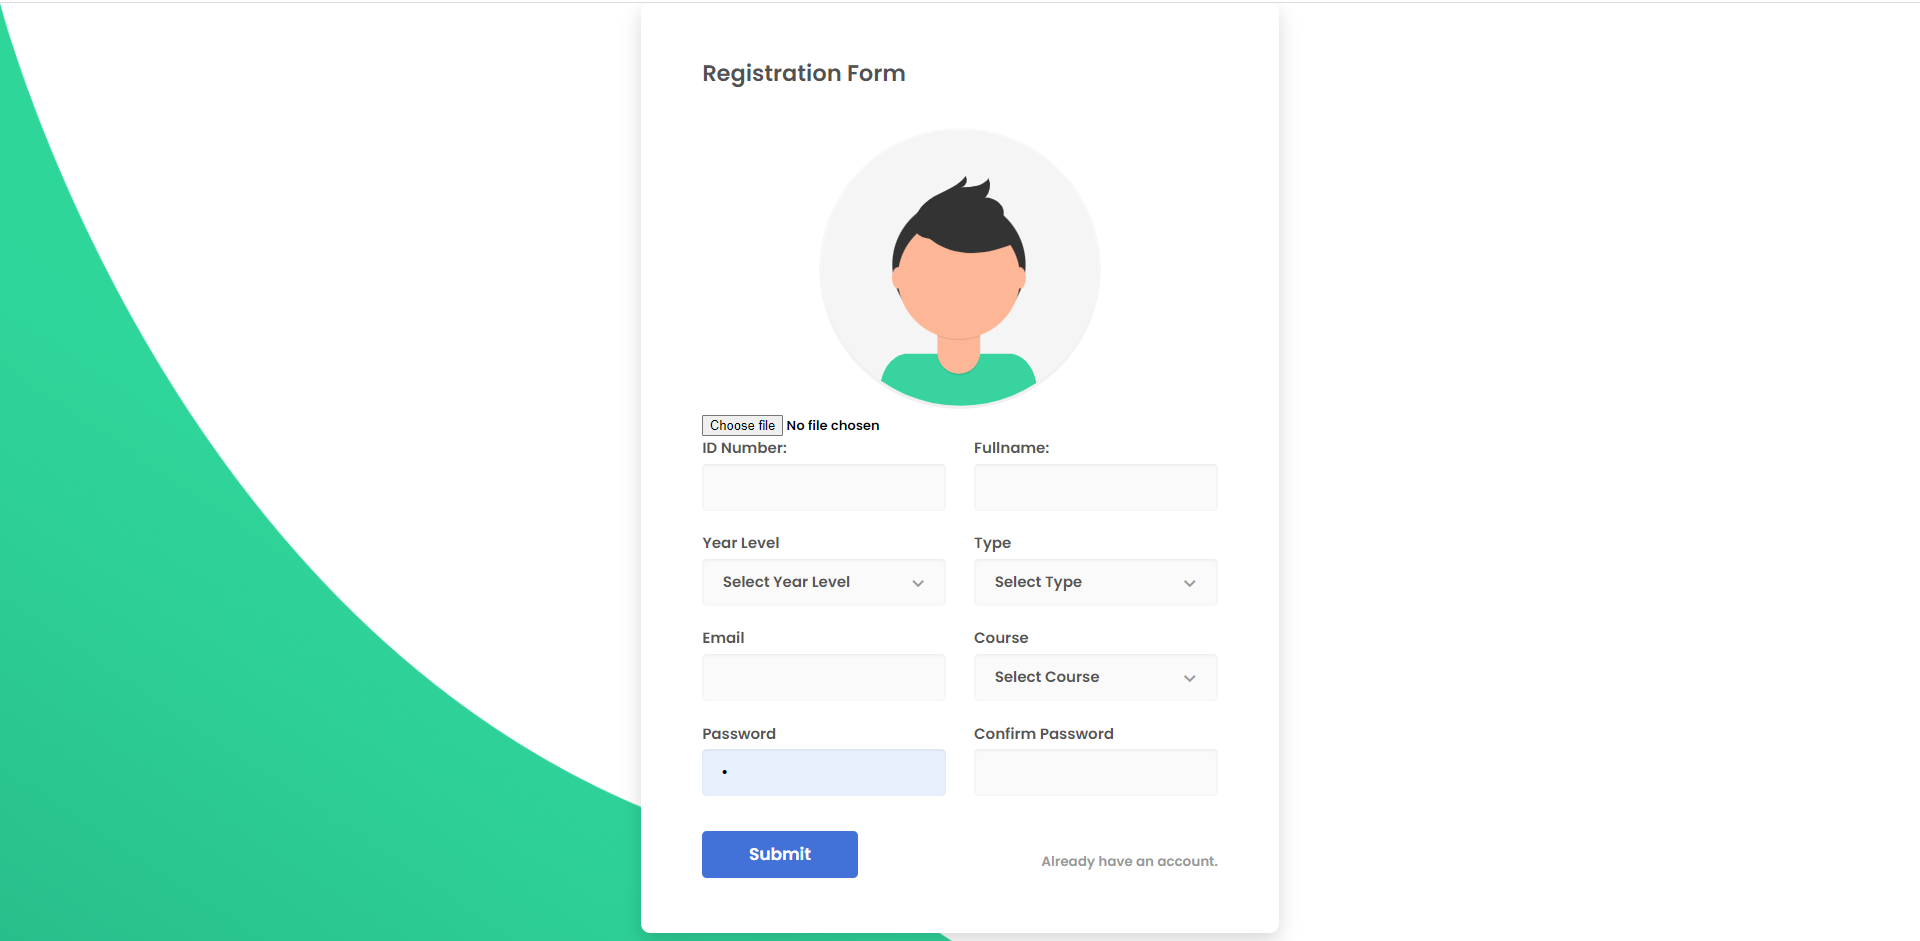 Registration Form
Choose file No file chosen
ID Number: Fullname:
Year Level Type
Select Year Level Select Type
Email Course
Select Course
Password Confirm Password
•
Submit
Already have an account.